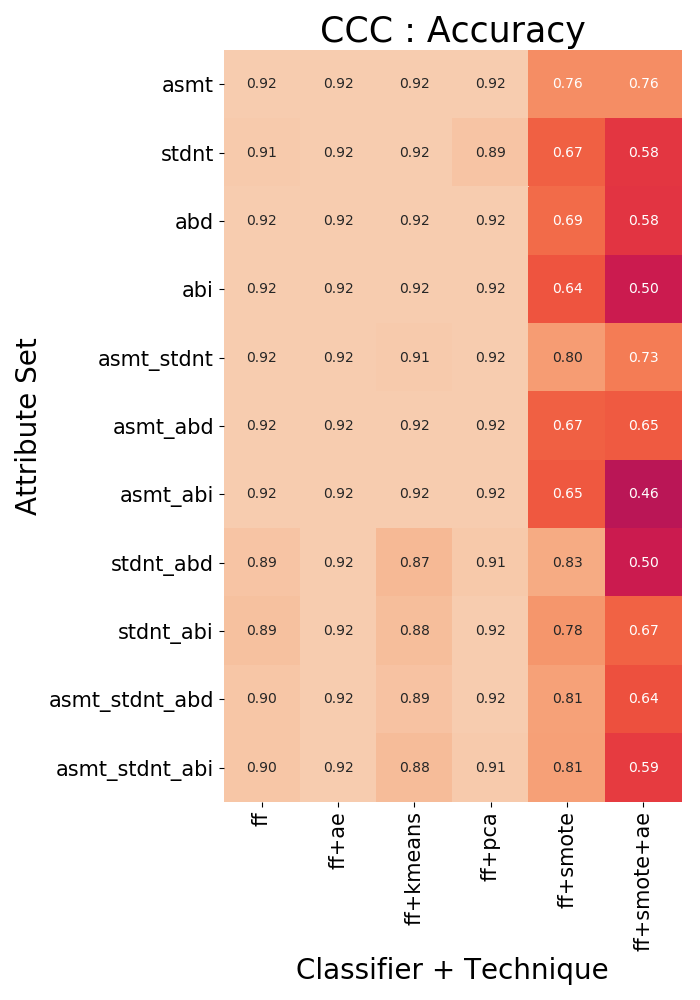 CCC : Accuracy
Attribute Set
asmt 0.92 0.92 0.92 0.92 0.76 0.76
stdnt 0.91 0.92 0.92 0.89 0.67 0.58
abd 0.92 0.92 0.92 0.92 0.69 0.58
abi 0.92 0.92 0.92 0.92 0.64 0.50
asmt_stdnt 0.92 0.92 0.91 0.92 0.80 0.73
asmt_abd 0.92 0.92 0.92 0.92 0.67 0.65
asmt_abi 0.92 0.92 0.92 0.92 0.65 0.46
stdnt_abd 0.89 0.92 0.87 0.91 0.83 0.50
stdnt_abi 0.89 0.92 0.88 0.92 0.78 0.67
asmt_stdnt_abd 0.90 0.92 0.89 0.92 0.81 0.64
asmt_stdnt_abi 0.90 0.92 0.88 0.91 0.81 0.59
ff ff+ae ff+kmeans ff+pca ff+smote ff+smote+ae
Classifier + Technique